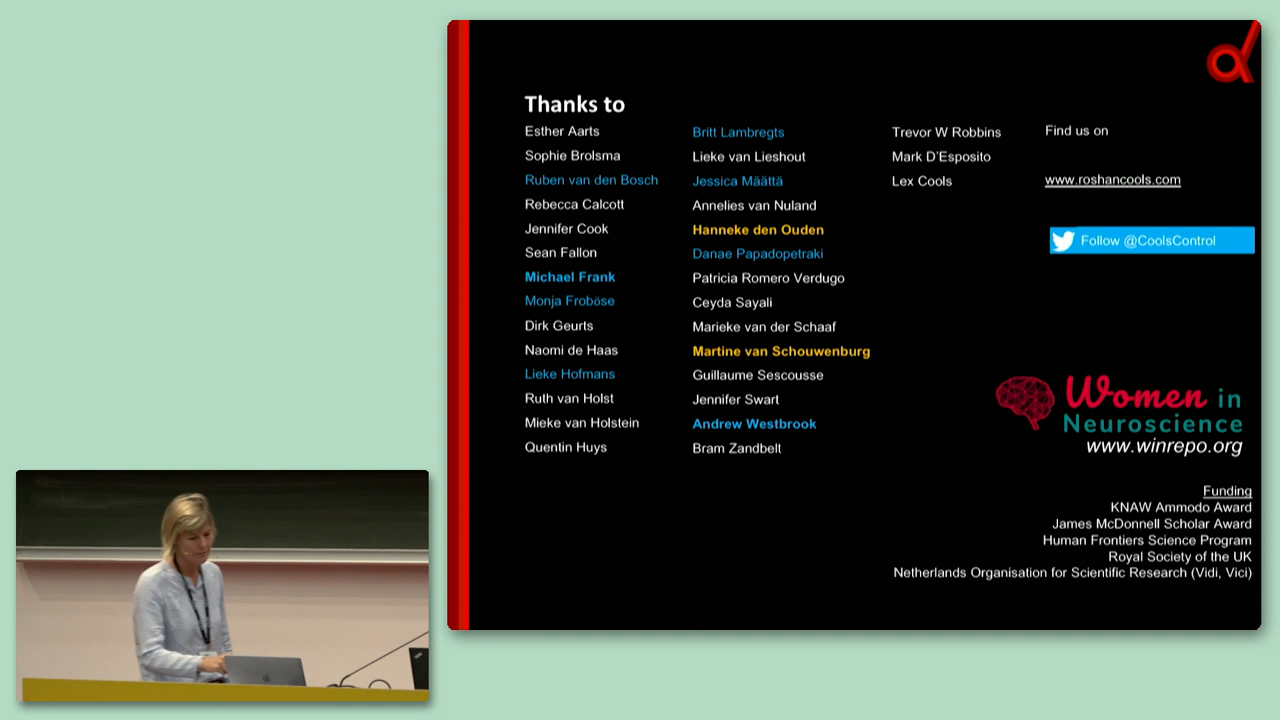 Thanks to
Esther Aarts
Sophie Brolsma
Ruben van den Bosch
Rebecca Calcott
Jennifer Cook
Sean Fallon
Michael Frank
Monja Froböse
Dirk Geurts
Naomi de Haas
Lieke Hofmans
Ruth van Holst
Mieke van Holstein
Quentin Huys
Britt Lambregts
Lieke van Lieshout
Jessica Määttä
Annelies van Nuland
Hanneke den Ouden
Danae Papadopetraki
Patricia Romero Verdugo
Ceyda Sayali
Marieke van der Schaaf
Martine van Schouwenburg
Guillaume Sescousse
Jennifer Swart
Andrew Westbrook
Bram Zandbelt
Trevor W Robbins
Mark D'Esposito
Lex Cools
Find us on
www.roshancools.com
Follow @CoolsControl
Women in
Neuroscience
www.winrepo.org
Funding
KNAW Ammodo Award
James McDonnell Scholar Award
Human Frontiers Science Program
Royal Society of the UK
Netherlands Organisation for Scientific Research (Vidi, Vici)